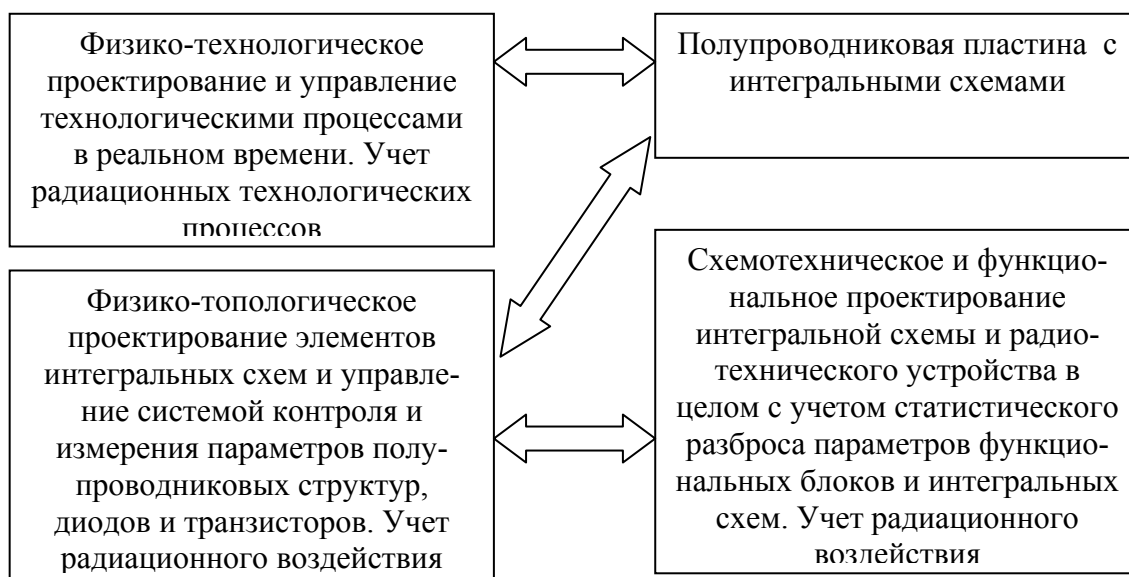 Физико-технологическое
проектирование и управление
технологическими процессами
в реальном времени. Учет
радиационных технологических
процессов
Полупроводниковая пластина с
интегральными схемами
Физико-топологическое
проектирование элементов
интегральных схем и управле-
ние системой контроля и
измерения параметров полу-
проводниковых структур,
диодов и транзисторов. Учет
радиационного воздействия
Схемотехническое и функцио-
нальное проектирование
интегральной схемы и радио-
технического устройства в
целом с учетом статистического
разброса параметров функцио-
нальных блоков и интегральных
схем. Учет радиационного
воздействия